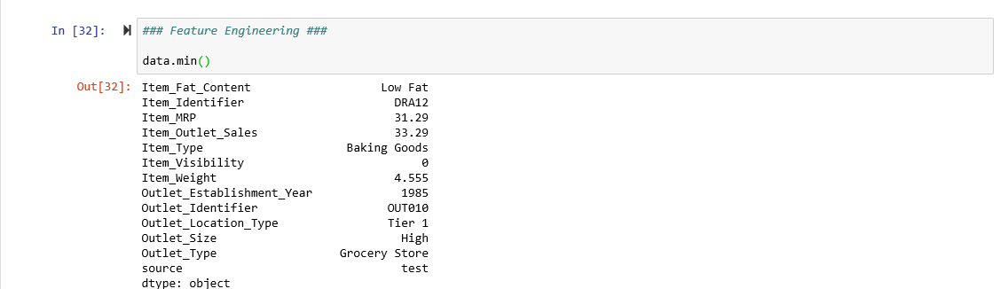 In [32]: ### Feature Engineering ###
data.min()
Out[32]: Item_Fat_Content Low Fat
Item_Identifier DRA12
Item_MRP 31.29
Item_Outlet_Sales 33.29
Item_Type Baking Goods
Item_Visibility 0
Item_Weight 4.555
Outlet_Establishment_Year 1985
Outlet_Identifier OUT010
Outlet_Location_Type Tier 1
Outlet_Size High
Outlet_Type Grocery Store
source test
dtype: object